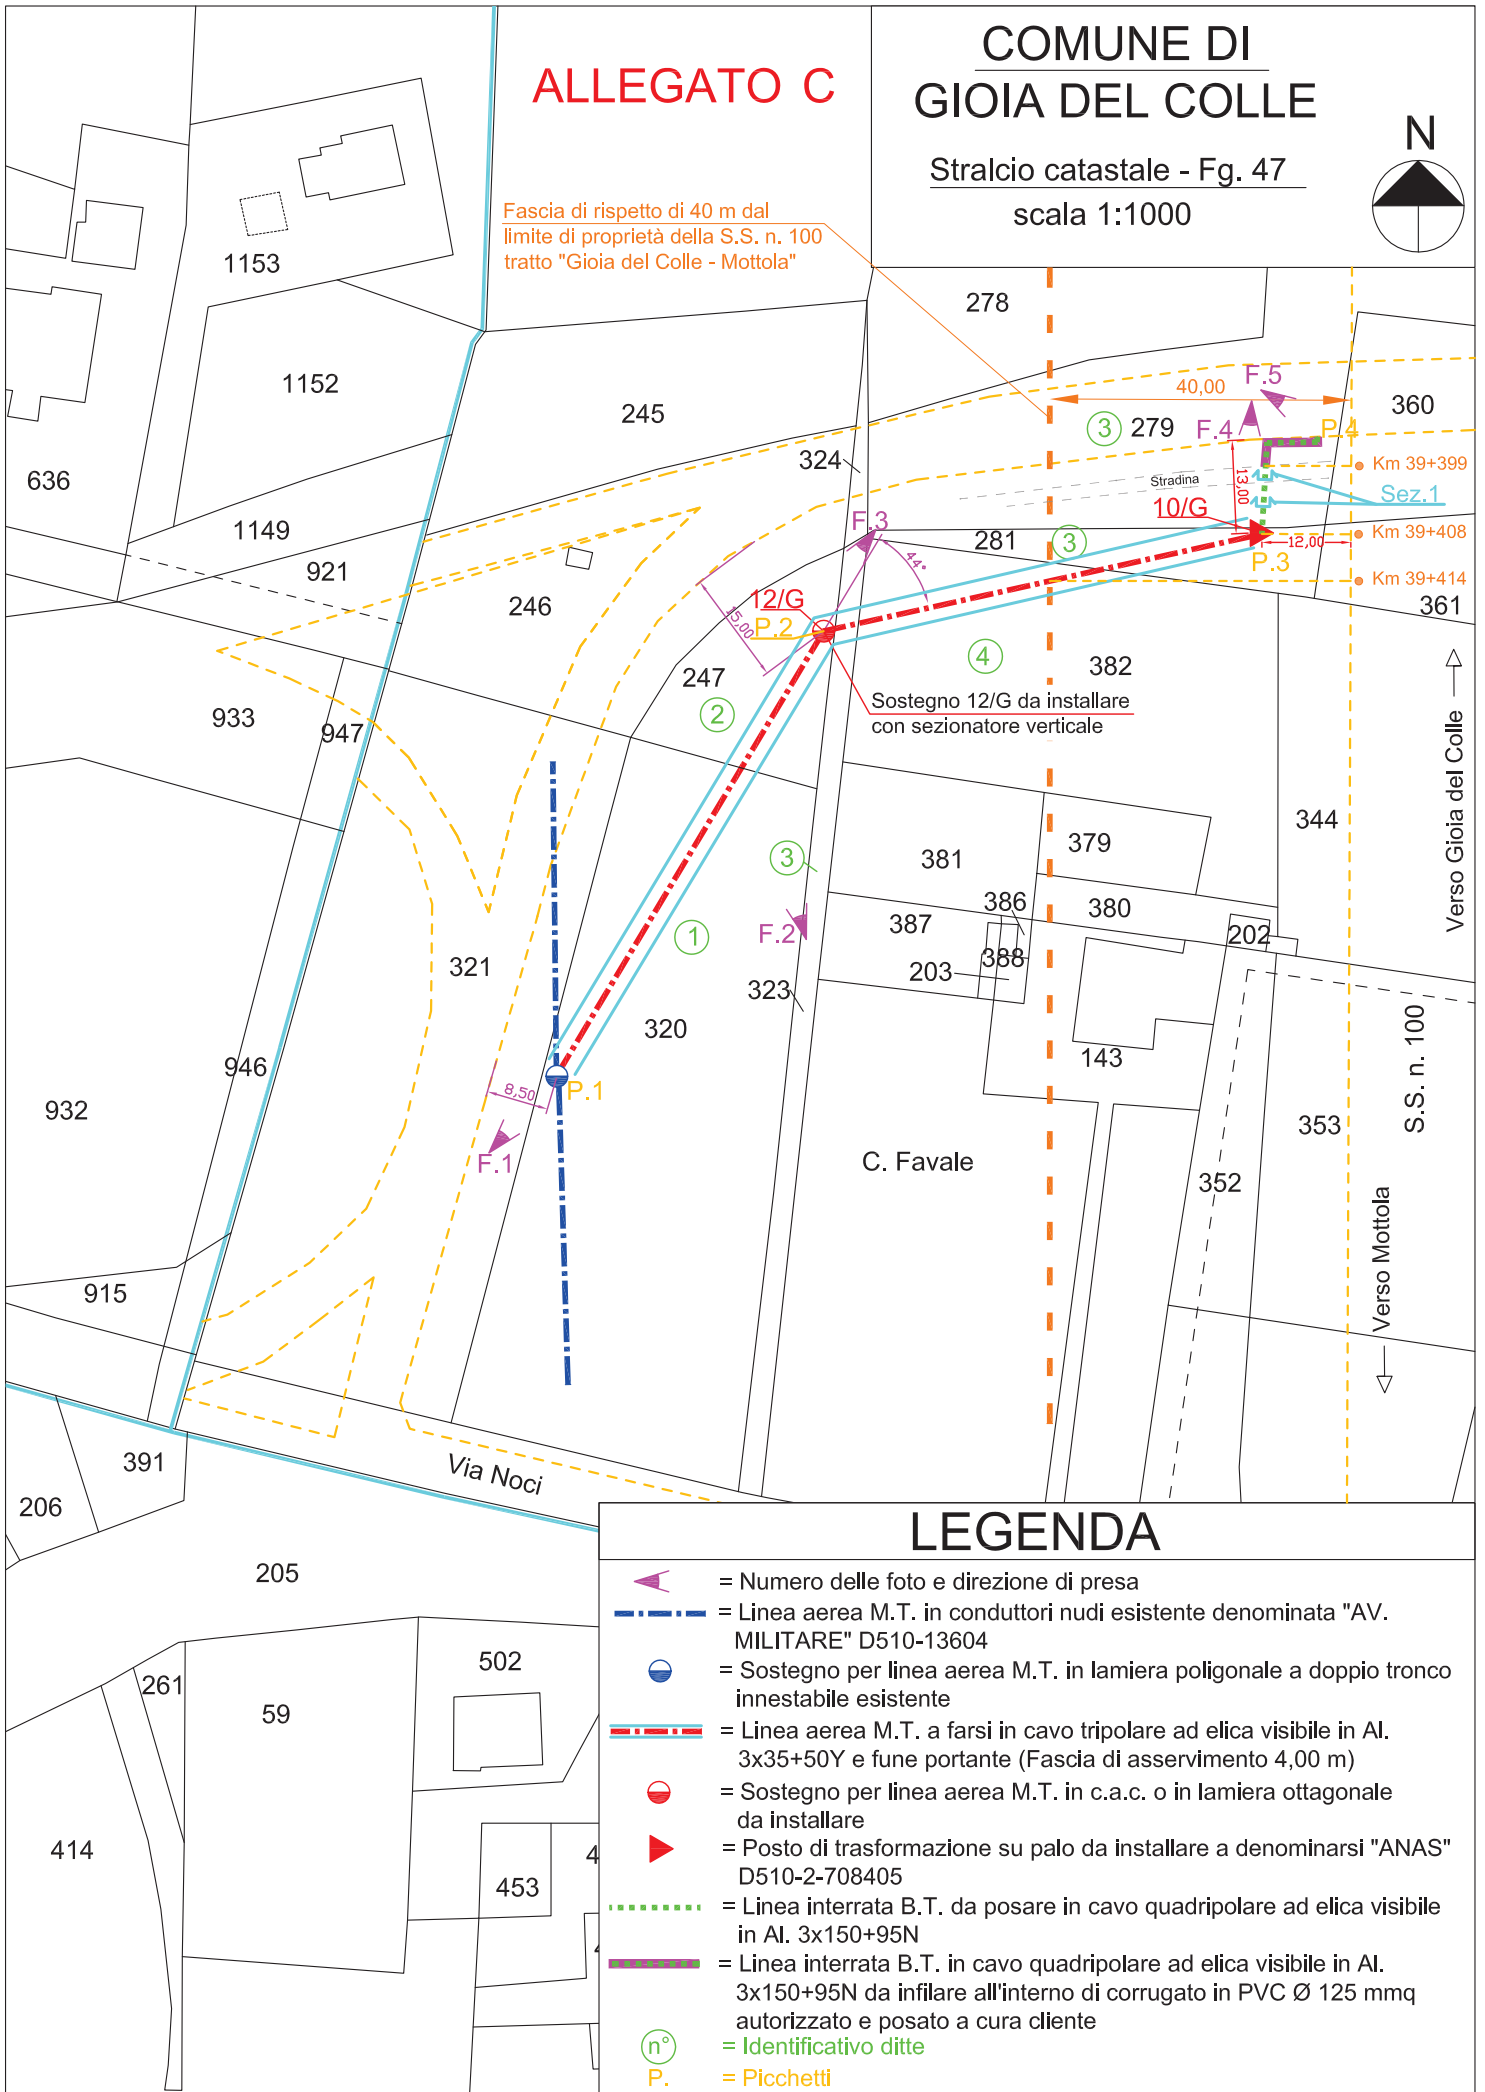 ALLEGATO C
COMUNE DI
GIOIA DEL COLLE
Stralcio catastale - Fg. 47
scala 1:1000
N
Fascia di rispetto di 40 m dal
limite di proprietà della S.S. n. 100
tratto "Gioia del Colle - Mottola"
1153
278
1152
245
40,00
F.5
360
3
279
F.4
P.4
324
Km 39+399
636
Stradina
13,00
Sez.1
1149
F.3
10/G
281
3
Km 39+408
12,00
44°
P.3
921
Km 39+414
246
12/G
361
15,00
P.2
4
382
247
Sostegno 12/G da installare
con sezionatore verticale
2
933
947
Verso Gioia del Colle
344
3
381
379
386
380
F.2
387
1
202
321
388
203
323
320
S.S. n. 100
946
143
8,50
P.1
932
353
F.1
C. Favale
352
Verso Mottola
915
391
Via Noci
206
205
261
502
59
414
453
4
4
LEGENDA
= Numero delle foto e direzione di presa
= Linea aerea M.T. in conduttori nudi esistente denominata "AV.
MILITARE" D510-13604
= Sostegno per linea aerea M.T. in lamiera poligonale a doppio tronco
innestabile esistente
= Linea aerea M.T. a farsi in cavo tripolare ad elica visibile in Al.
3x35+50Y e fune portante (Fascia di asservimento 4,00 m)
= Sostegno per linea aerea M.T. in c.a.c. o in lamiera ottagonale
da installare
= Posto di trasformazione su palo da installare a denominarsi "ANAS"
D510-2-708405
= Linea interrata B.T. da posare in cavo quadripolare ad elica visibile
in Al. 3x150+95N
= Linea interrata B.T. in cavo quadripolare ad elica visibile in Al.
3x150+95N da infilare all'interno di corrugato in PVC Ø 125 mmq
autorizzato e posato a cura cliente
n° = Identificativo ditte
P. = Picchetti